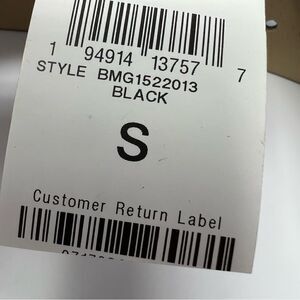 1 94914 13757 7
STYLE BMG1522013
BLACK
S
Customer Return Label